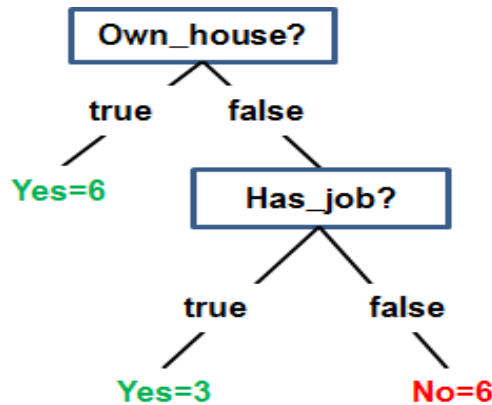 Own_house?
true false
Yes=6
Has_job?
true false
Yes=3 No=6